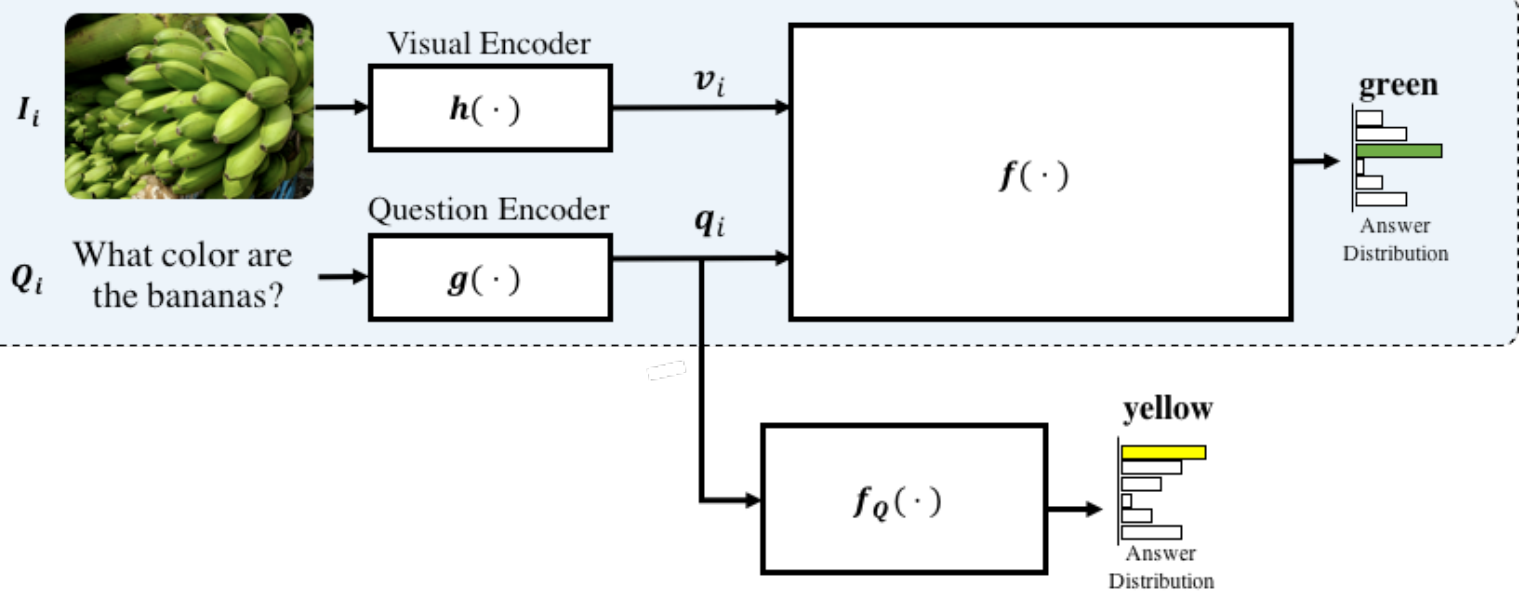 Visual Encoder
I_i
h(·)
v_i
green
f(·)
Question Encoder
q_i
Answer
Distribution
Q_i
What color are
the bananas?
g(·)
yellow
f_Q(·)
Answer
Distribution